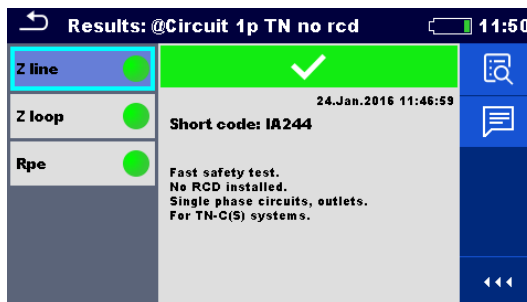 Results: @Circuit 1p TN no rcd
11:50
Z line
Z loop
Rpe
24.Jan.2016 11:46:59
Short code: IA244
Fast safety test.
No RCD installed.
Single phase circuits, outlets.
For TN-C(S) systems.